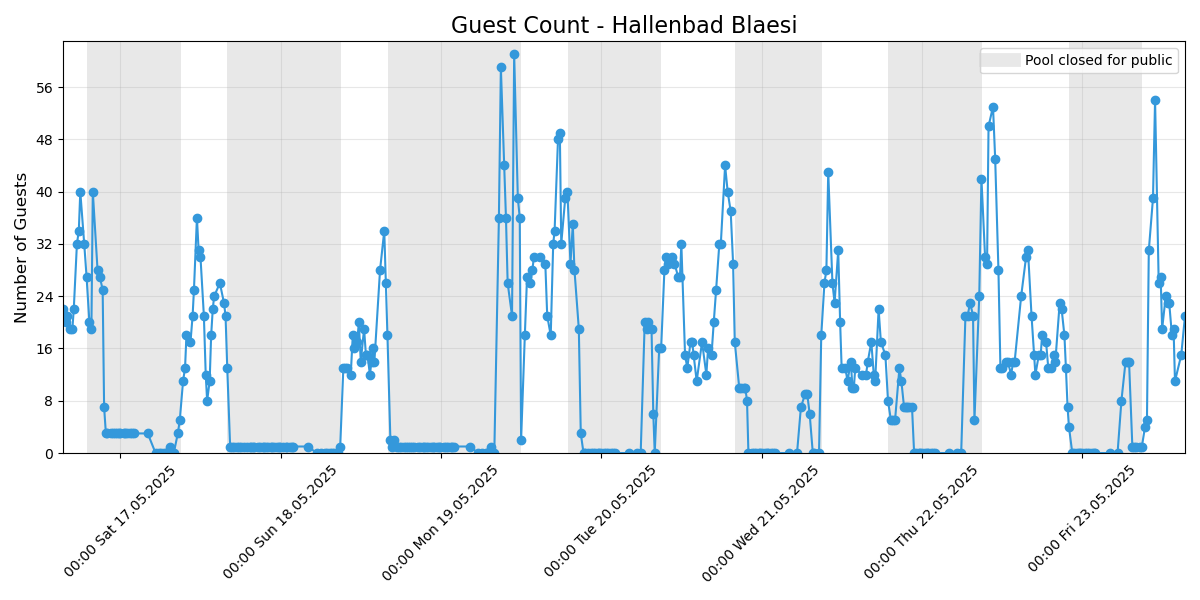 Guest Count - Hallenbad Blaesi
Pool closed for public
Number of Guests
56
48
40
32
24
16
8
0
00:00 Sat 17.05.2025
00:00 Sun 18.05.2025
00:00 Mon 19.05.2025
00:00 Tue 20.05.2025
00:00 Wed 21.05.2025
00:00 Thu 22.05.2025
00:00 Fri 23.05.2025